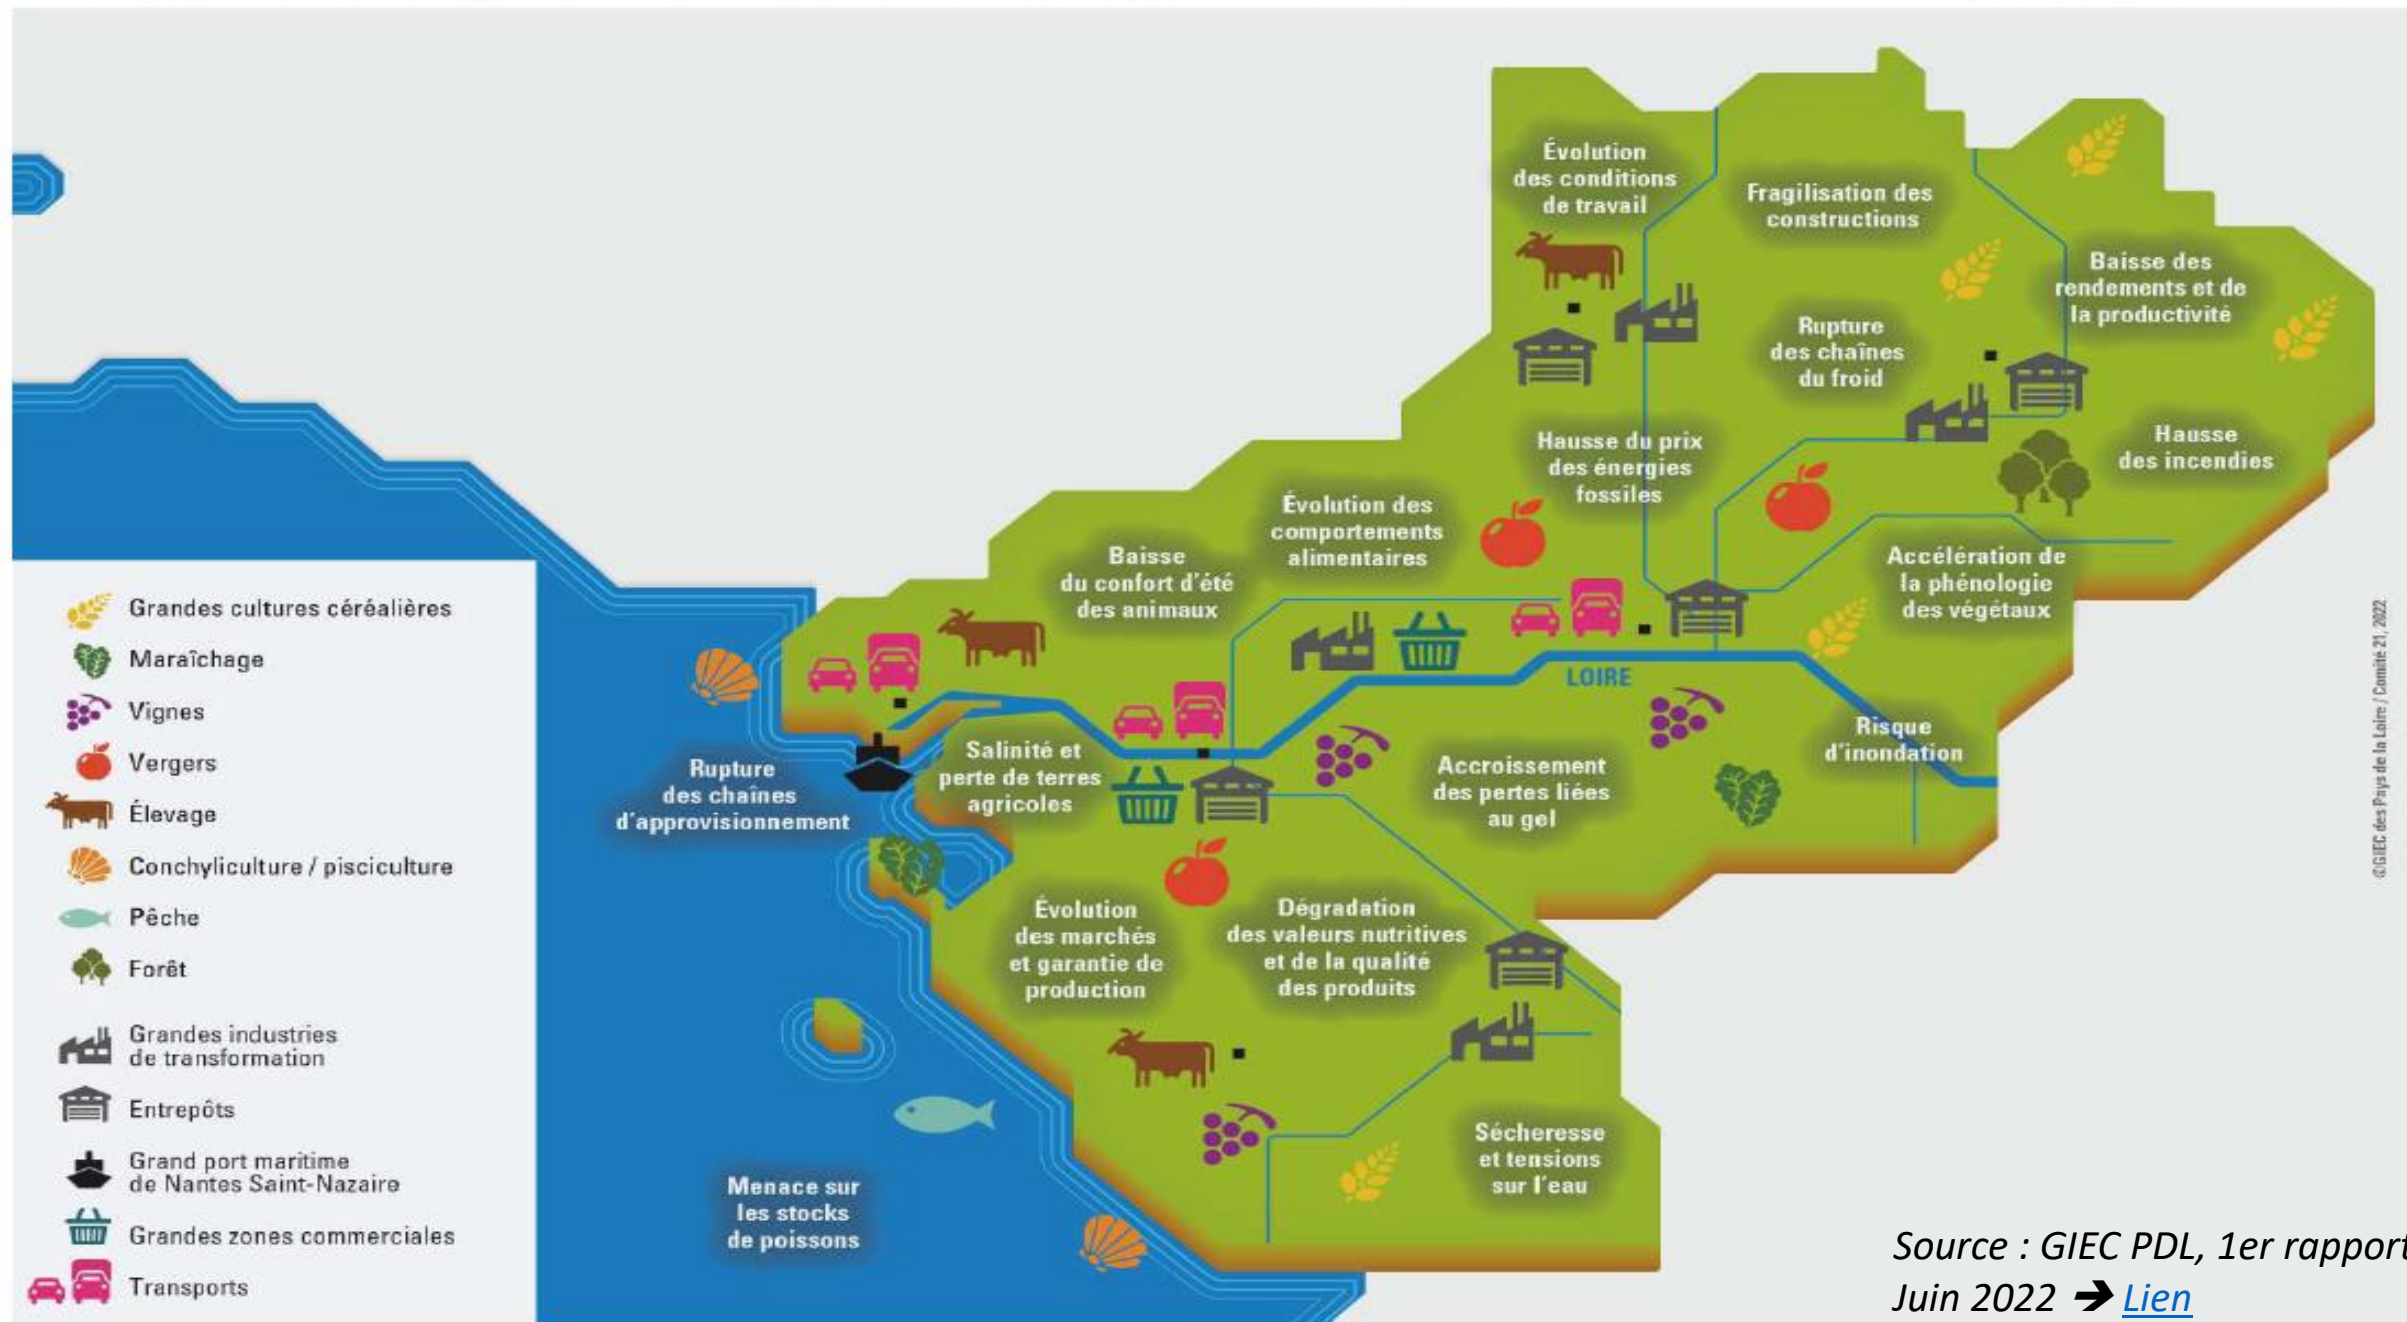 Évolution
des conditions
de travail
Fragilisation des
constructions
Baisse des
rendements et de
la productivité
Rupture
des chaînes
du froid
Hausse du prix
des énergies
fossiles
Hausse
des incendies
Évolution des
comportements
alimentaires
Baisse
du confort d'été
des animaux
Accélération de
la phénologie
des végétaux
LOIRE
Risque
d'inondation
Rupture
des chaînes
d'approvisionnement
Salinité et
perte de terres
agricoles
Accroissement
des pertes liées
au gel
Évolution
des marchés
et garantie de
production
Dégradation
des valeurs nutritives
et de la qualité
des produits
Sécheresse
et tensions
sur l'eau
Menace sur
les stocks
de poissons
Grandes cultures céréalières
Maraîchage
Vignes
Vergers
Élevage
Conchyliculture / pisciculture
Pêche
Forêt
Grandes industries
de transformation
Entrepôts
Grand port maritime
de Nantes Saint-Nazaire
Grandes zones commerciales
Transports
©GIEC des Pays de la Loire / Comité 21, 2022
Source : GIEC PDL, 1er rapport
Juin 2022 ➔ Lien